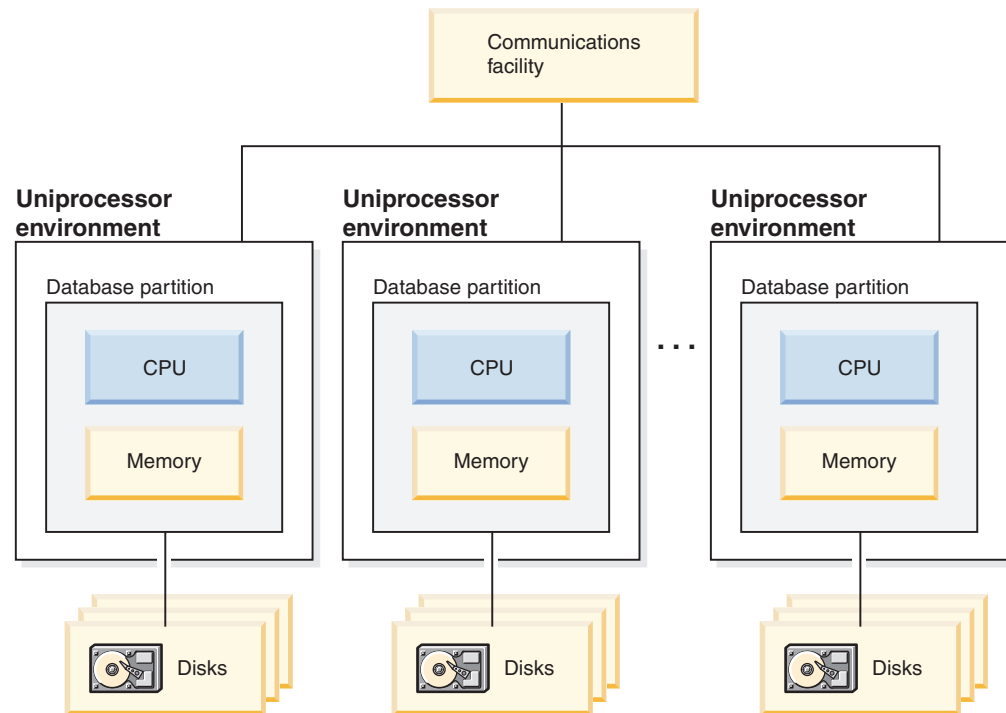 Communications
facility
Uniprocessor
environment
Uniprocessor
environment
Uniprocessor
environment
Database partition
Database partition
Database partition
CPU
CPU
. . .
CPU
Memory
Memory
Memory
Disks
Disks
Disks